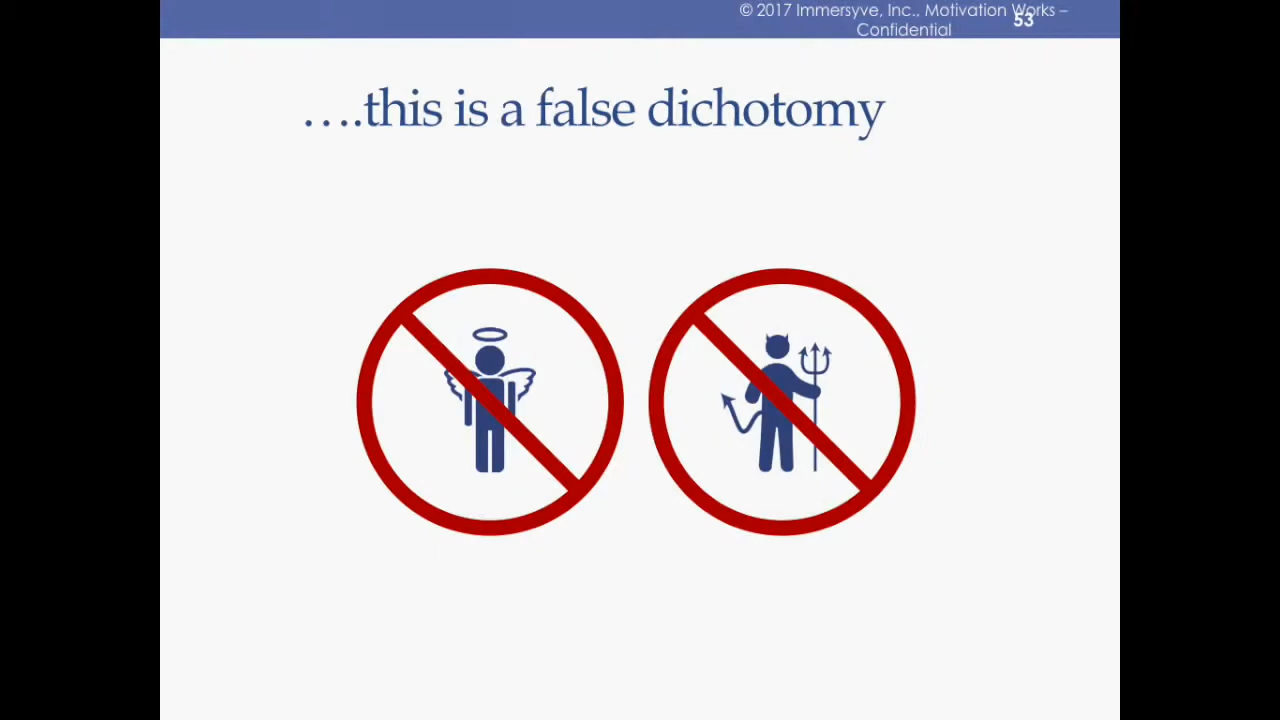 © 2017 Immersyve, Inc., Motivation Works –
Confidential
53
….this is a false dichotomy